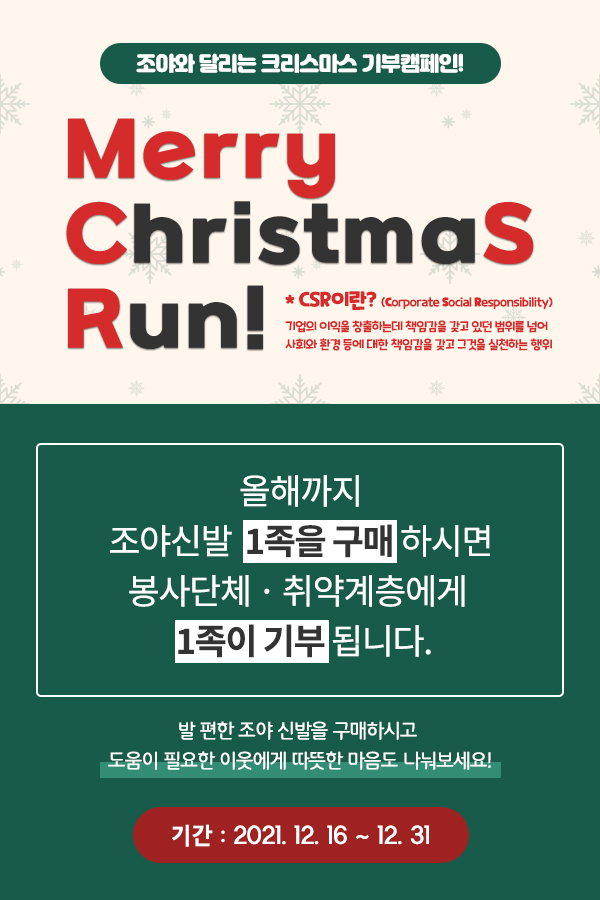 조야와 달리는 크리스마스 기부캠페인!
Merry
ChristmaS
Run!
* CSR이란? (Corporate Social Responsibility)
기업의 이익을 창출하는데 책임감을 갖고 있던 범위를 넘어
사회와 환경 등에 대한 책임감을 갖고 그것을 실천하는 행위
올해까지
조야신발 1족을 구매하시면
봉사단체 · 취약계층에게
1족이 기부됩니다.
발 편한 조야 신발을 구매하시고
도움이 필요한 이웃에게 따뜻한 마음도 나눠보세요!
기간 : 2021. 12. 16 ~ 12. 31